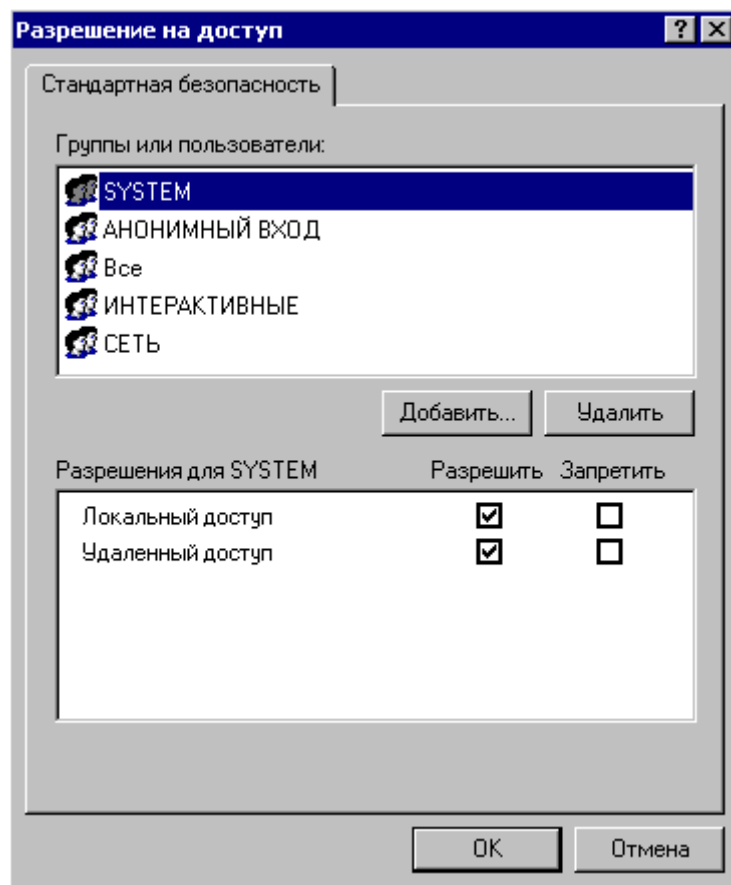 Разрешение на доступ
Стандартная безопасность
Группы или пользователи:
SYSTEM
АНОНИМНЫЙ ВХОД
Все
ИНТЕРАКТИВНЫЕ
СЕТЬ
Добавить... Удалить
Разрешения для SYSTEM Разрешить Запретить
Локальный доступ
Удаленный доступ
OK Отмена